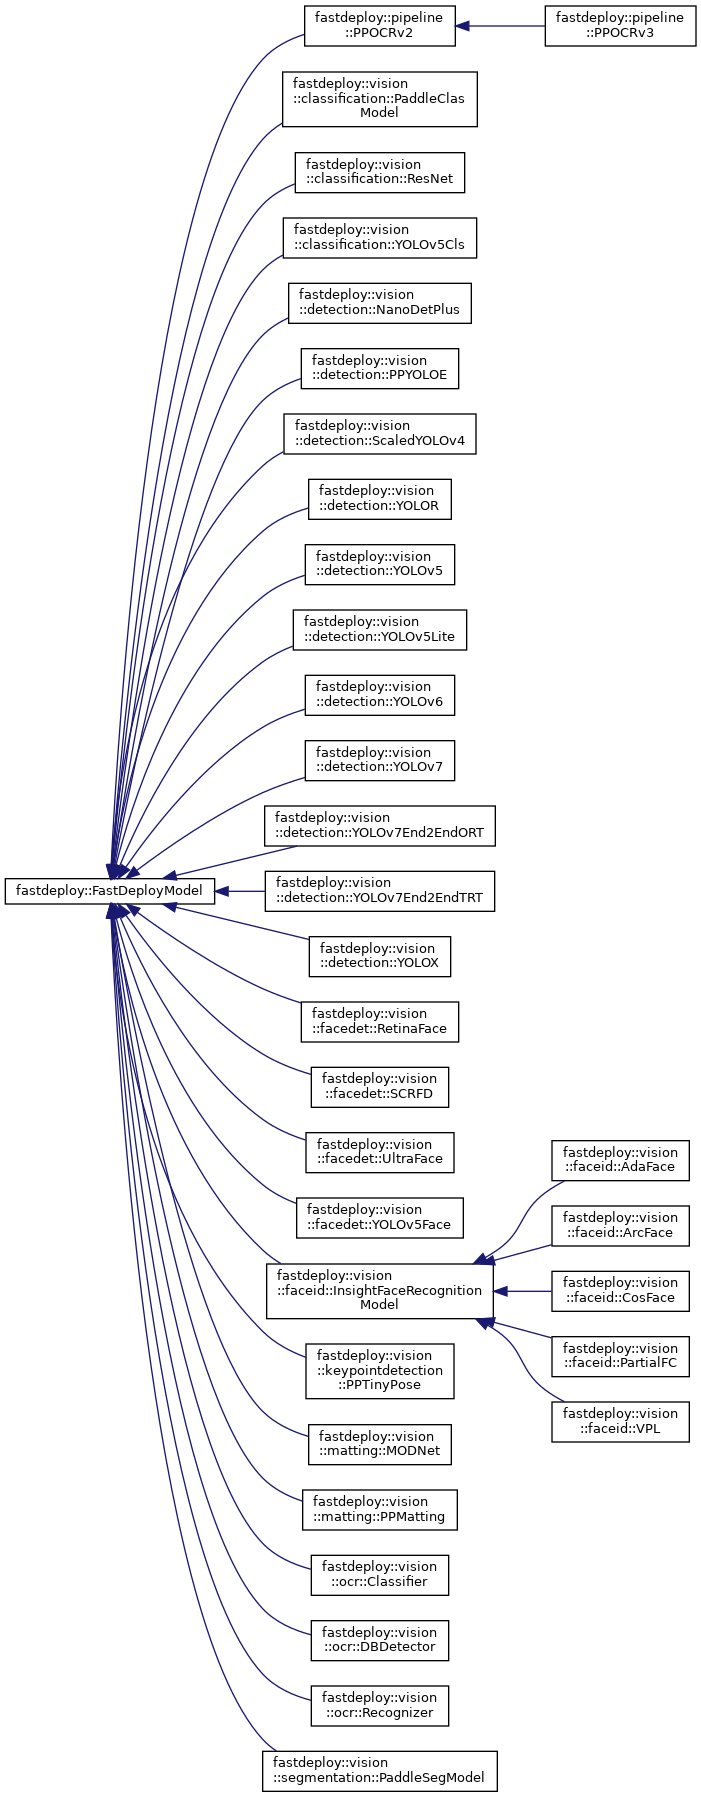 fastdeploy::pipeline
::PPOCRv2
fastdeploy::pipeline
::PPOCRv3
fastdeploy::vision
::classification::PaddleClas
Model
fastdeploy::vision
::classification::ResNet
fastdeploy::vision
::classification::YOLOv5Cls
fastdeploy::vision
::detection::NanoDetPlus
fastdeploy::vision
::detection::PPYOLOE
fastdeploy::vision
::detection::ScaledYOLOv4
fastdeploy::vision
::detection::YOLOR
fastdeploy::vision
::detection::YOLOv5
fastdeploy::vision
::detection::YOLOv5Lite
fastdeploy::vision
::detection::YOLOv6
fastdeploy::vision
::detection::YOLOv7
fastdeploy::vision
::detection::YOLOv7End2EndORT
fastdeploy::FastDeployModel
fastdeploy::vision
::detection::YOLOv7End2EndTRT
fastdeploy::vision
::detection::YOLOX
fastdeploy::vision
::facedet::RetinaFace
fastdeploy::vision
::facedet::SCRFD
fastdeploy::vision
::facedet::UltraFace
fastdeploy::vision
::facedet::YOLOv5Face
fastdeploy::vision
::faceid::InsightFaceRecognition
Model
fastdeploy::vision
::faceid::AdaFace
fastdeploy::vision
::faceid::ArcFace
fastdeploy::vision
::faceid::CosFace
fastdeploy::vision
::faceid::PartialFC
fastdeploy::vision
::faceid::VPL
fastdeploy::vision
::keypointdetection
::PPTinyPose
fastdeploy::vision
::matting::MODNet
fastdeploy::vision
::matting::PPMatting
fastdeploy::vision
::ocr::Classifier
fastdeploy::vision
::ocr::DBDetector
fastdeploy::vision
::ocr::Recognizer
fastdeploy::vision
::segmentation::PaddleSegModel